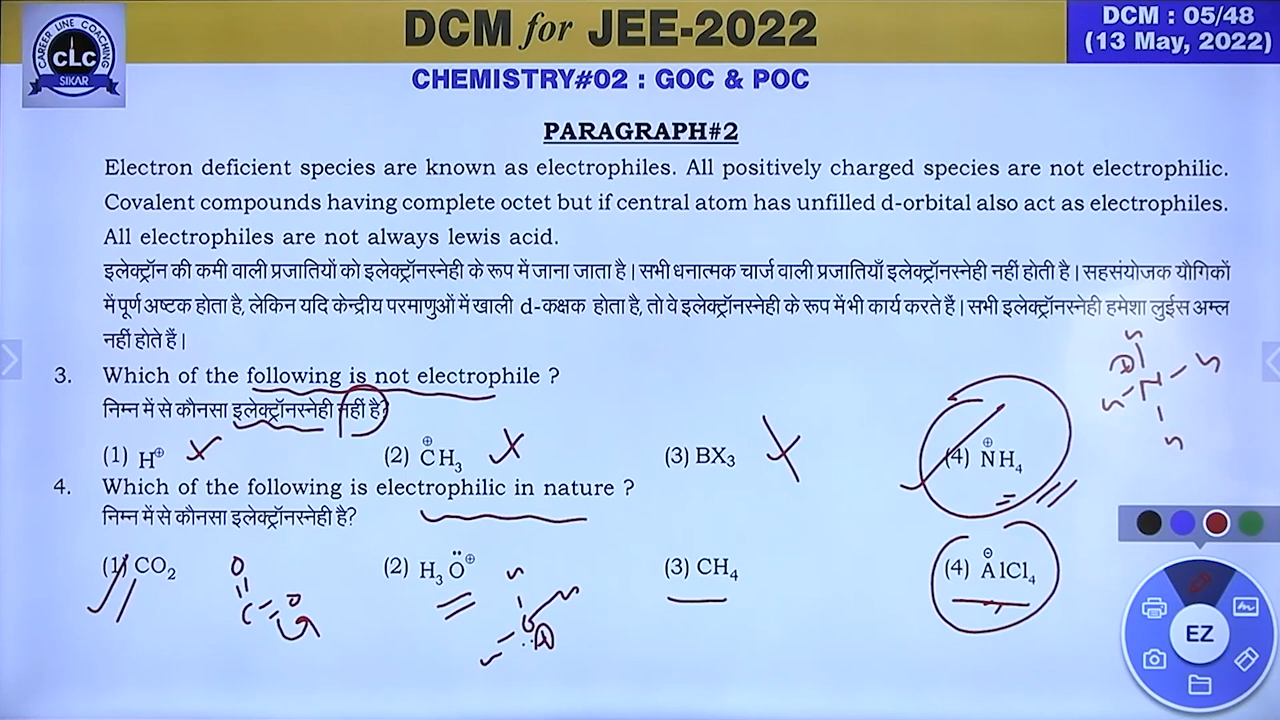 CAREER LINE COACHING
CLC
SIKAR
DCM for JEE-2022
DCM : 05/48
(13 May, 2022)
CHEMISTRY#02 : GOC & POC
PARAGRAPH#2
Electron deficient species are known as electrophiles. All positively charged species are not electrophilic.
Covalent compounds having complete octet but if central atom has unfilled d-orbital also act as electrophiles.
All electrophiles are not always lewis acid.
इलेक्ट्रॉन की कमी वाली प्रजातियों को इलेक्ट्रॉनस्नेही के रूप में जाना जाता है। सभी धनात्मक चार्ज वाली प्रजातियाँ इलेक्ट्रॉनस्नेही नहीं होती है। सहसंयोजक यौगिकों
में पूर्ण अष्टक होता है, लेकिन यदि केन्द्रीय परमाणुओं में खाली d-कक्षक होता है, तो वे इलेक्ट्रॉनस्नेही के रूप में भी कार्य करते हैं। सभी इलेक्ट्रॉनस्नेही हमेशा लुईस अम्ल
नहीं होते हैं।
3. Which of the following is not electrophile ?
निम्न में से कौनसा इलेक्ट्रॉनस्नेही नहीं है?
(1) H⊕ (2) C⊕H₃ (3) BX₃ (4) N⊕H₄
4. Which of the following is electrophilic in nature ?
निम्न में से कौनसा इलेक्ट्रॉनस्नेही है?
(1) CO₂ (2) H₃Ö⊕ (3) CH₄ (4) A⊖lCl₄
EZ